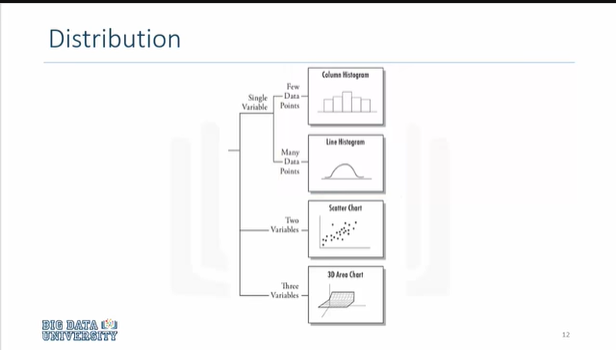 Distribution
Column Histogram
Few
Data
Points
Single
Variable
Line Histogram
Many
Data
Points
Scatter Chart
Two
Variables
3D Area Chart
Three
Variables
BIG DATA
UNIVERSITY
12